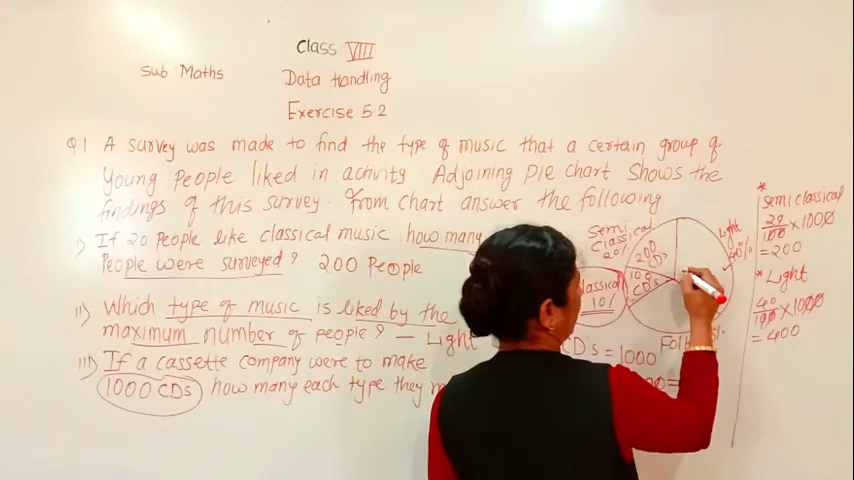 Class VIII
Sub Maths
Data Handling
Exercise 5.2
Q1 A survey was made to find the type of music that a certain group of
Young People liked in activity. Adjoining Pie chart shows the
findings of this survey. From chart answer the following
i) If 20 People like classical music how many
People were surveyed? 200 People
ii) Which type of music is liked by the
maximum number of people? - Light
iii) If a cassette company were to make
1000 CDs how many each type they
Semi
Classical
20%
200
CDs
100
CDs
Classical
10%
Light
40%
CD's = 1000
* Semi Classical
20/100 x 1000
= 200
* Light
40/100 x 1000
= 400